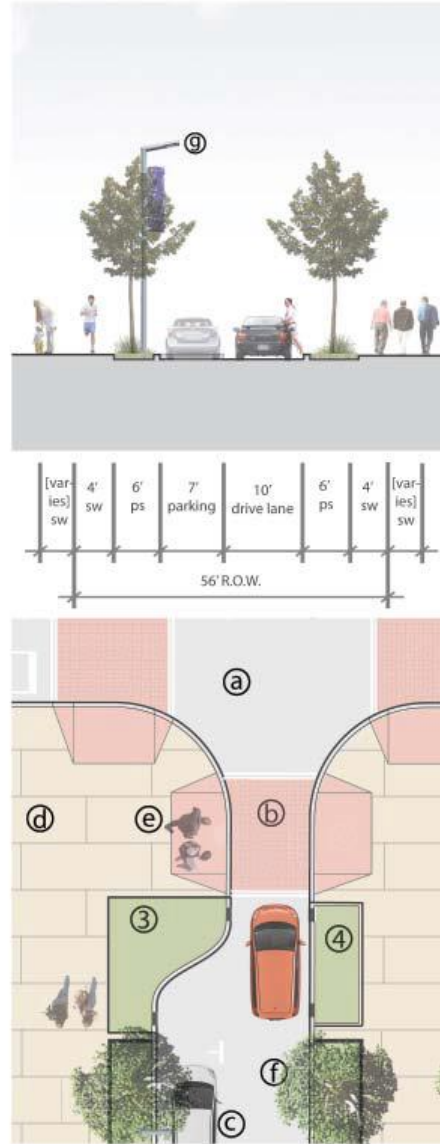 g
[var-
ies]
sw
4'
sw
6'
ps
7'
parking
10'
drive lane
6'
ps
4'
sw
[var-
ies]
sw
56' R.O.W.
a
b
d
e
3
4
f
c